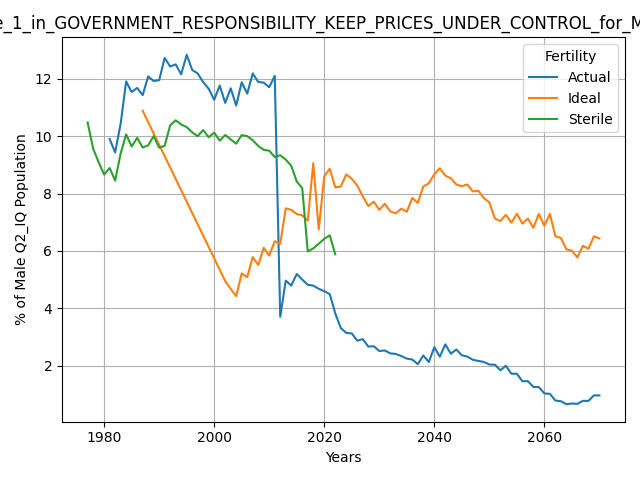 e_1_in_GOVERNMENT_RESPONSIBILITY_KEEP_PRICES_UNDER_CONTROL_for_M
Fertility
Actual
Ideal
Sterile
% of Male Q2_IQ Population
12
10
8
6
4
2
1980
2000
2020
2040
2060
Years